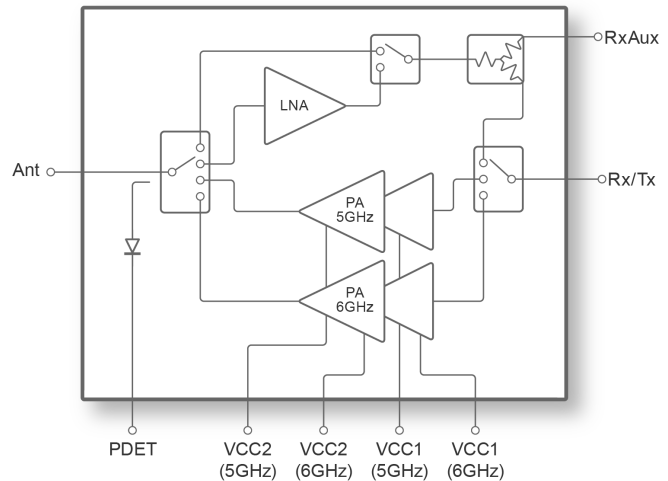 RxAux
LNA
Ant
Rx/Tx
PA
5GHz
PA
6GHz
PDET
VCC2
(5GHz)
VCC2
(6GHz)
VCC1
(5GHz)
VCC1
(6GHz)